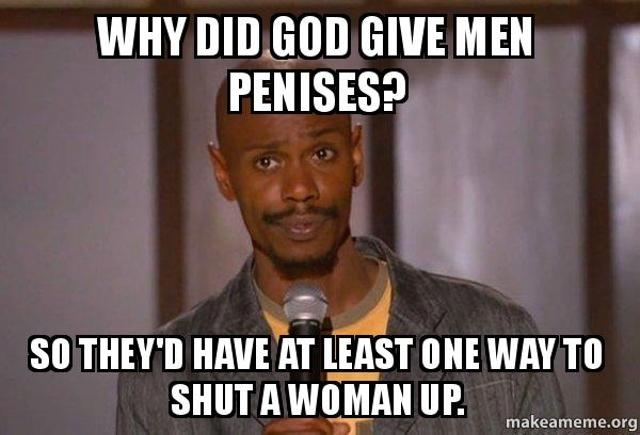 WHY DID GOD GIVE MEN
PENISES?
SO THEY'D HAVE AT LEAST ONE WAY TO
SHUT A WOMAN UP.
makeameme.org